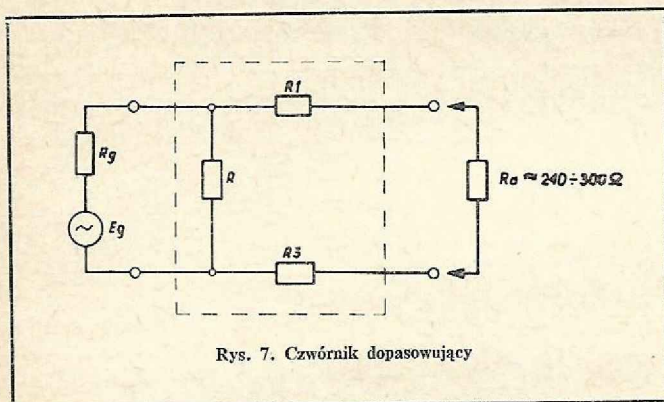 R1
Rg
R
Ra ≈ 240÷300Ω
Eg
~
R3
Rys. 7. Czwórnik dopasowujący